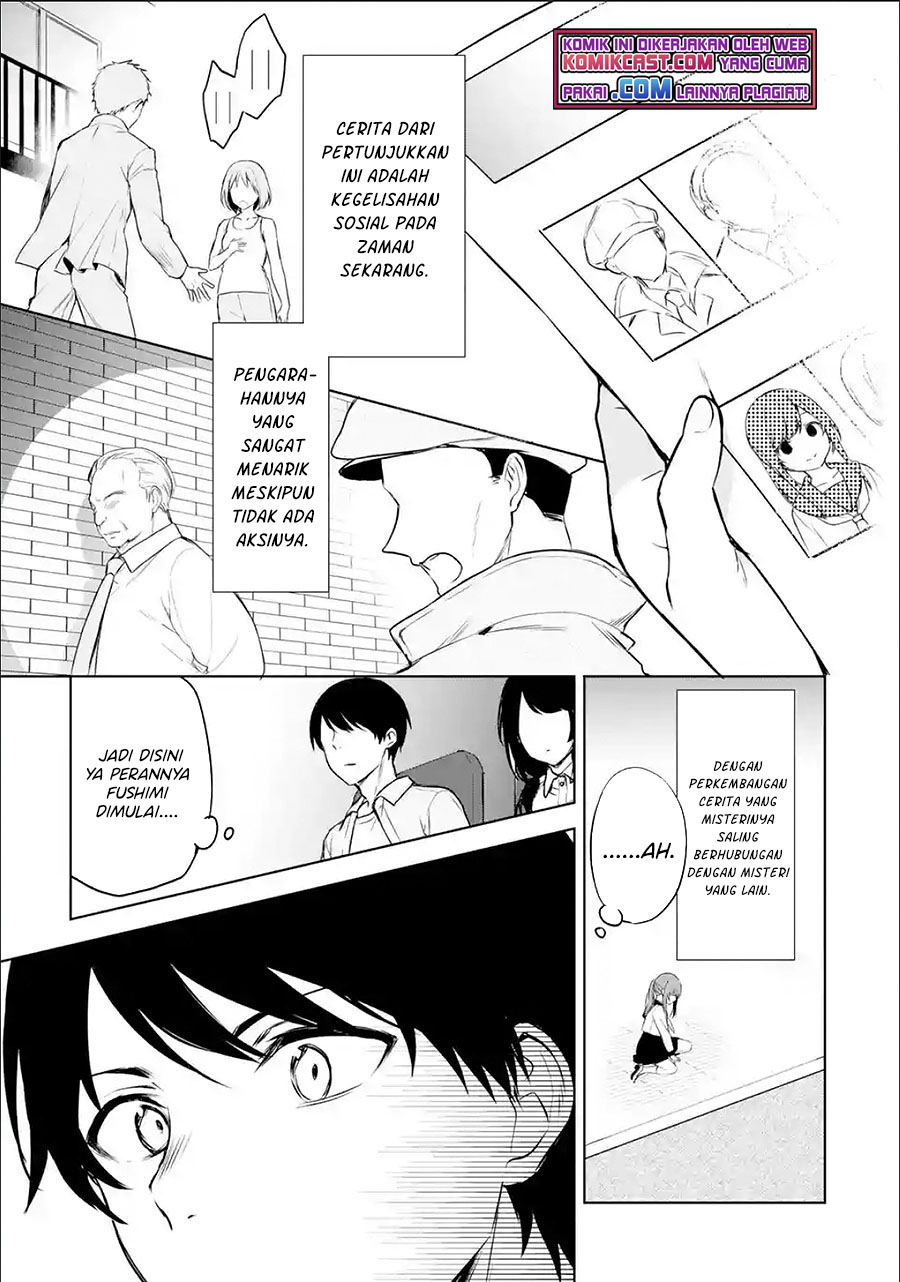 KOMIK INI DIKERJAKAN OLEH WEB
KOMIKCAST.COM YANG CUMA
PAKAI .COM LAINNYA PLAGIAT!
CERITA DARI
PERTUNJUKKAN
INI ADALAH
KEGELISAHAN
SOSIAL PADA
ZAMAN
SEKARANG.
PENGARA-
HANNYA
YANG
SANGAT
MENARIK
MESKIPUN
TIDAK ADA
AKSINYA.
DENGAN
PERKEMBANGAN
CERITA YANG
MISTERINYA
SALING
BERHUBUNGAN
DENGAN MISTERI
YANG LAIN.
......AH.
JADI DISINI
YA PERANNYA
FUSHIMI
DIMULAI....